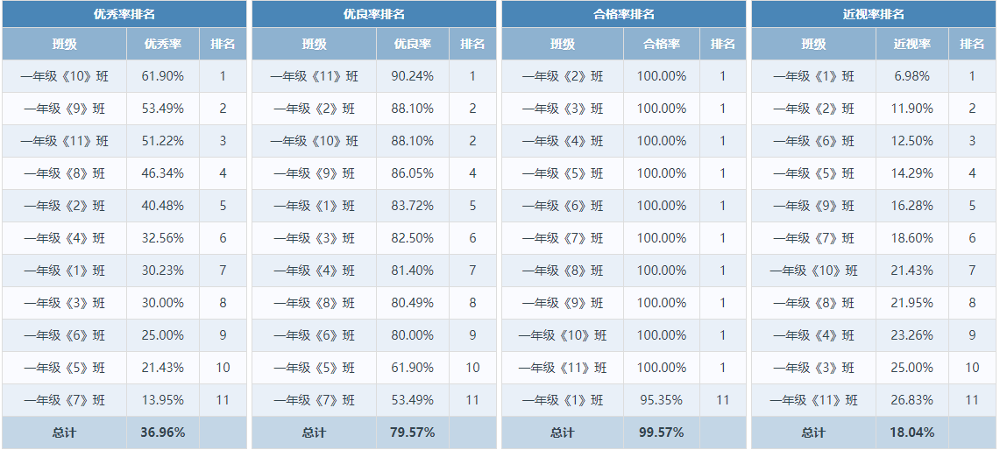 优秀率排名 优良率排名 合格率排名 近视率排名
班级 优秀率 排名 班级 优良率 排名 班级 合格率 排名 班级 近视率 排名
一年级《10》班 61.90% 1 一年级《11》班 90.24% 1 一年级《2》班 100.00% 1 一年级《1》班 6.98% 1
一年级《9》班 53.49% 2 一年级《2》班 88.10% 2 一年级《3》班 100.00% 1 一年级《2》班 11.90% 2
一年级《11》班 51.22% 3 一年级《10》班 88.10% 2 一年级《4》班 100.00% 1 一年级《6》班 12.50% 3
一年级《8》班 46.34% 4 一年级《9》班 86.05% 4 一年级《5》班 100.00% 1 一年级《5》班 14.29% 4
一年级《2》班 40.48% 5 一年级《1》班 83.72% 5 一年级《6》班 100.00% 1 一年级《9》班 16.28% 5
一年级《4》班 32.56% 6 一年级《3》班 82.50% 6 一年级《7》班 100.00% 1 一年级《7》班 18.60% 6
一年级《1》班 30.23% 7 一年级《4》班 81.40% 7 一年级《8》班 100.00% 1 一年级《10》班 21.43% 7
一年级《3》班 30.00% 8 一年级《8》班 80.49% 8 一年级《9》班 100.00% 1 一年级《8》班 21.95% 8
一年级《6》班 25.00% 9 一年级《6》班 80.00% 9 一年级《10》班 100.00% 1 一年级《4》班 23.26% 9
一年级《5》班 21.43% 10 一年级《5》班 61.90% 10 一年级《11》班 100.00% 1 一年级《3》班 25.00% 10
一年级《7》班 13.95% 11 一年级《7》班 53.49% 11 一年级《1》班 95.35% 11 一年级《11》班 26.83% 11
总计 36.96% 总计 79.57% 总计 99.57% 总计 18.04%